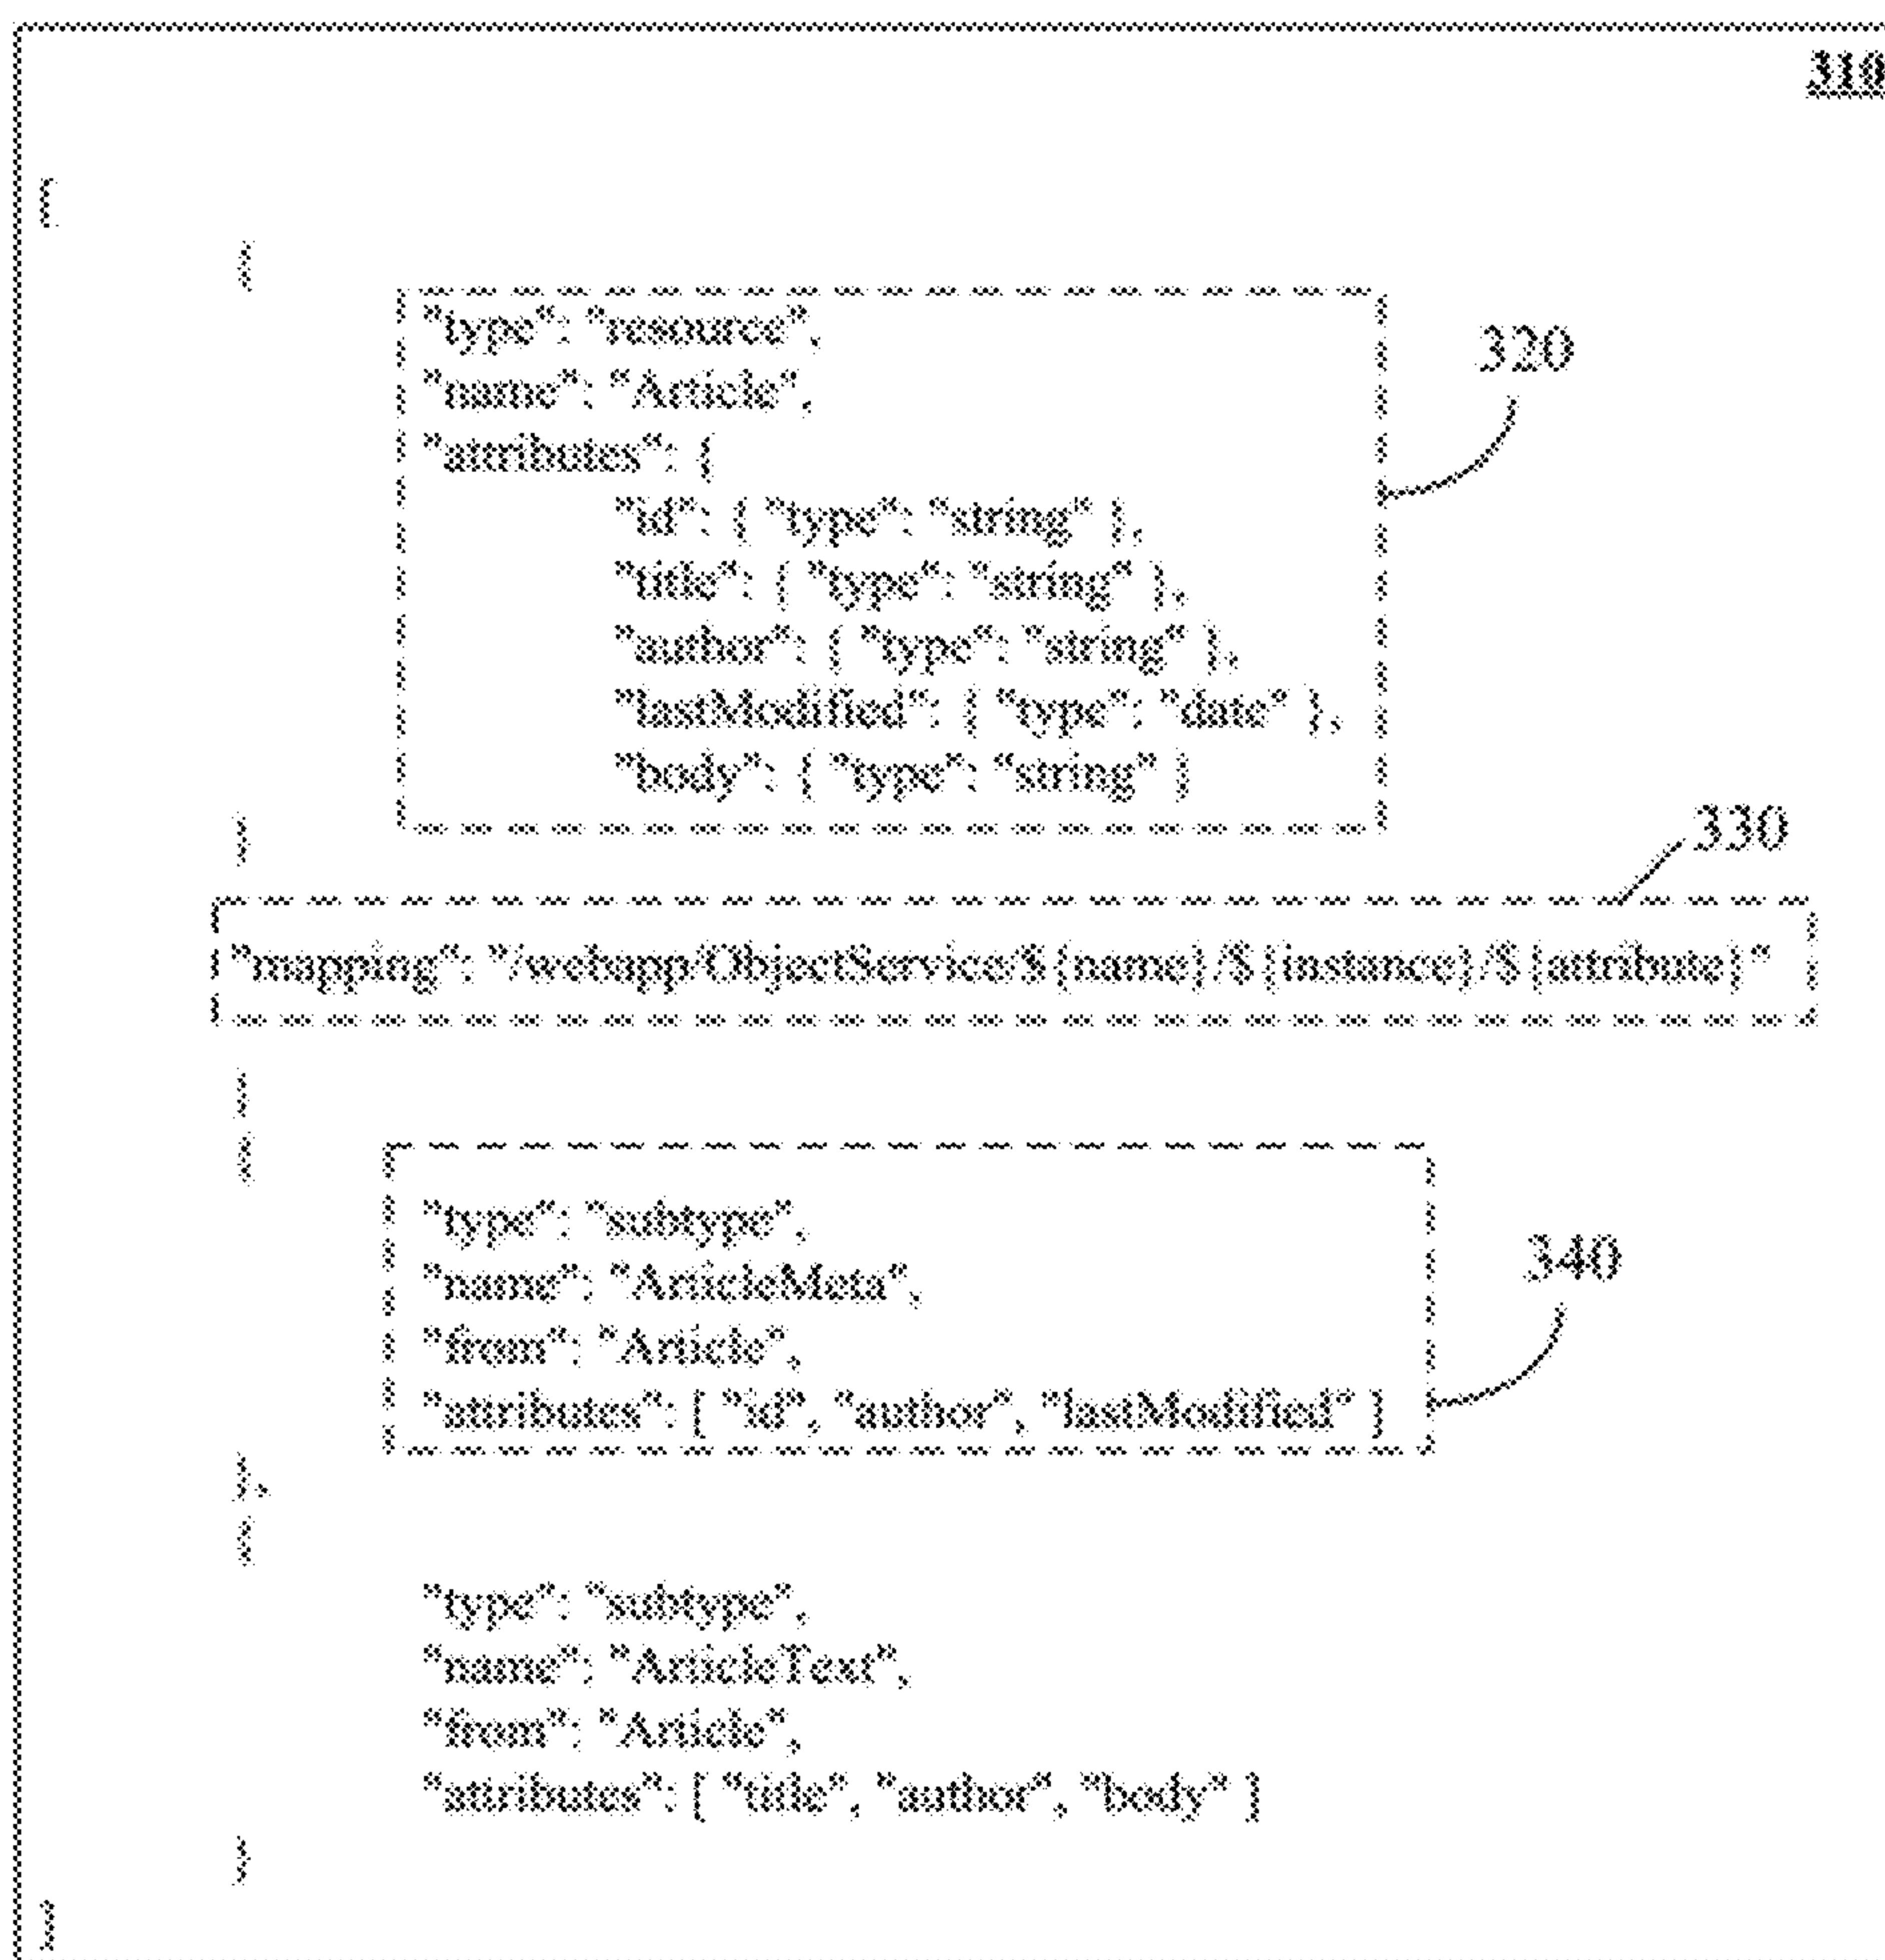 310
[
{
"type": "resource",
"name": "Article",
"attributes": {
"id": { "type": "string" },
"title": { "type": "string" },
"author": { "type": "string" },
"lastModified": { "type": "date" },
"body": { "type": "string" }
320
}
330
"mapping": "/webapp/ObjectService/${name}/${instance}/${attribute}"
}
{
"type": "subtype",
"name": "ArticleMeta",
"from": "Article",
"attributes": [ "id", "author", "lastModified" ]
340
},
{
"type": "subtype",
"name": "ArticleText",
"from": "Article",
"attributes": [ "title", "author", "body" ]
}
]